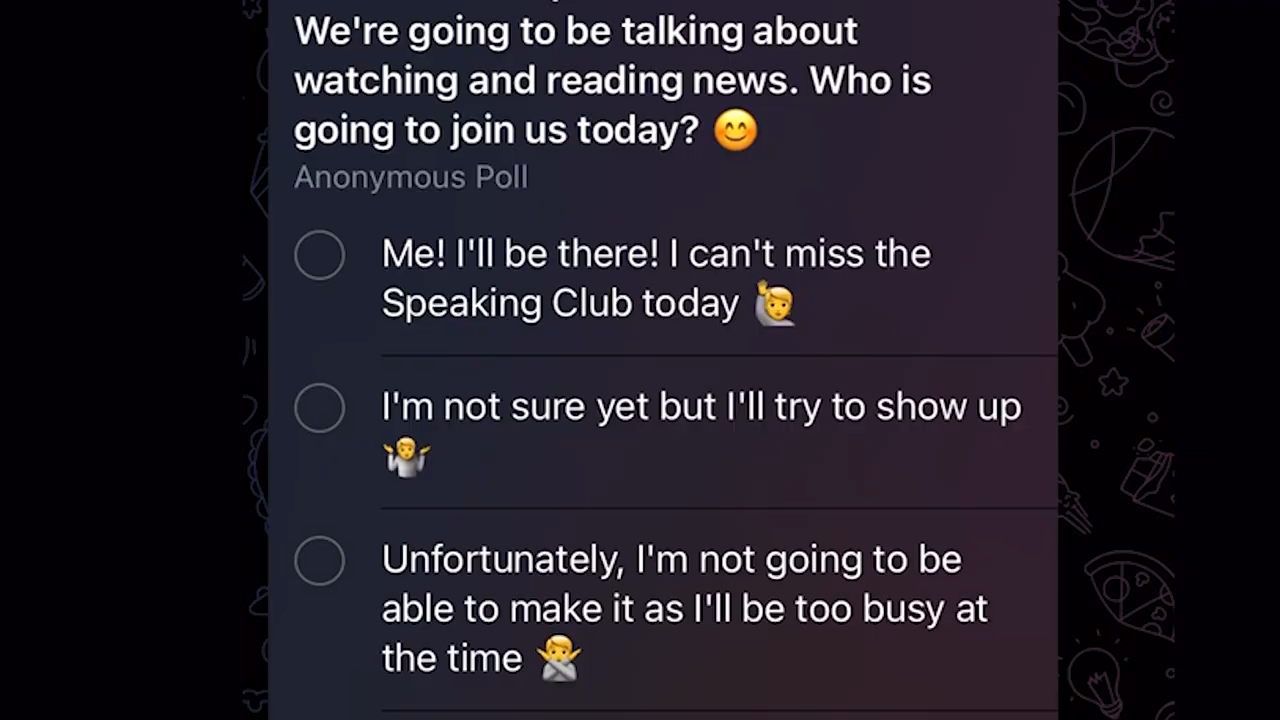 We're going to be talking about
watching and reading news. Who is
going to join us today? 😊
Anonymous Poll
Me! I'll be there! I can't miss the
Speaking Club today 🙋
I'm not sure yet but I'll try to show up
🤷
Unfortunately, I'm not going to be
able to make it as I'll be too busy at
the time 🙅